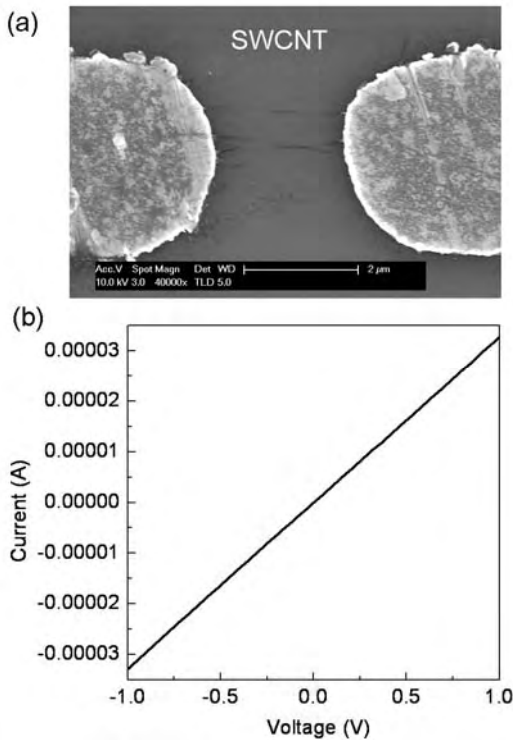 (a)
SWCNT
Acc.V Spot Magn Det WD
10.0 kV 3.0 40000x TLD 5.0
2 μm
(b)
Current (A)
0.00003
0.00002
0.00001
0.00000
-0.00001
-0.00002
-0.00003
-1.0 -0.5 0.0 0.5 1.0
Voltage (V)